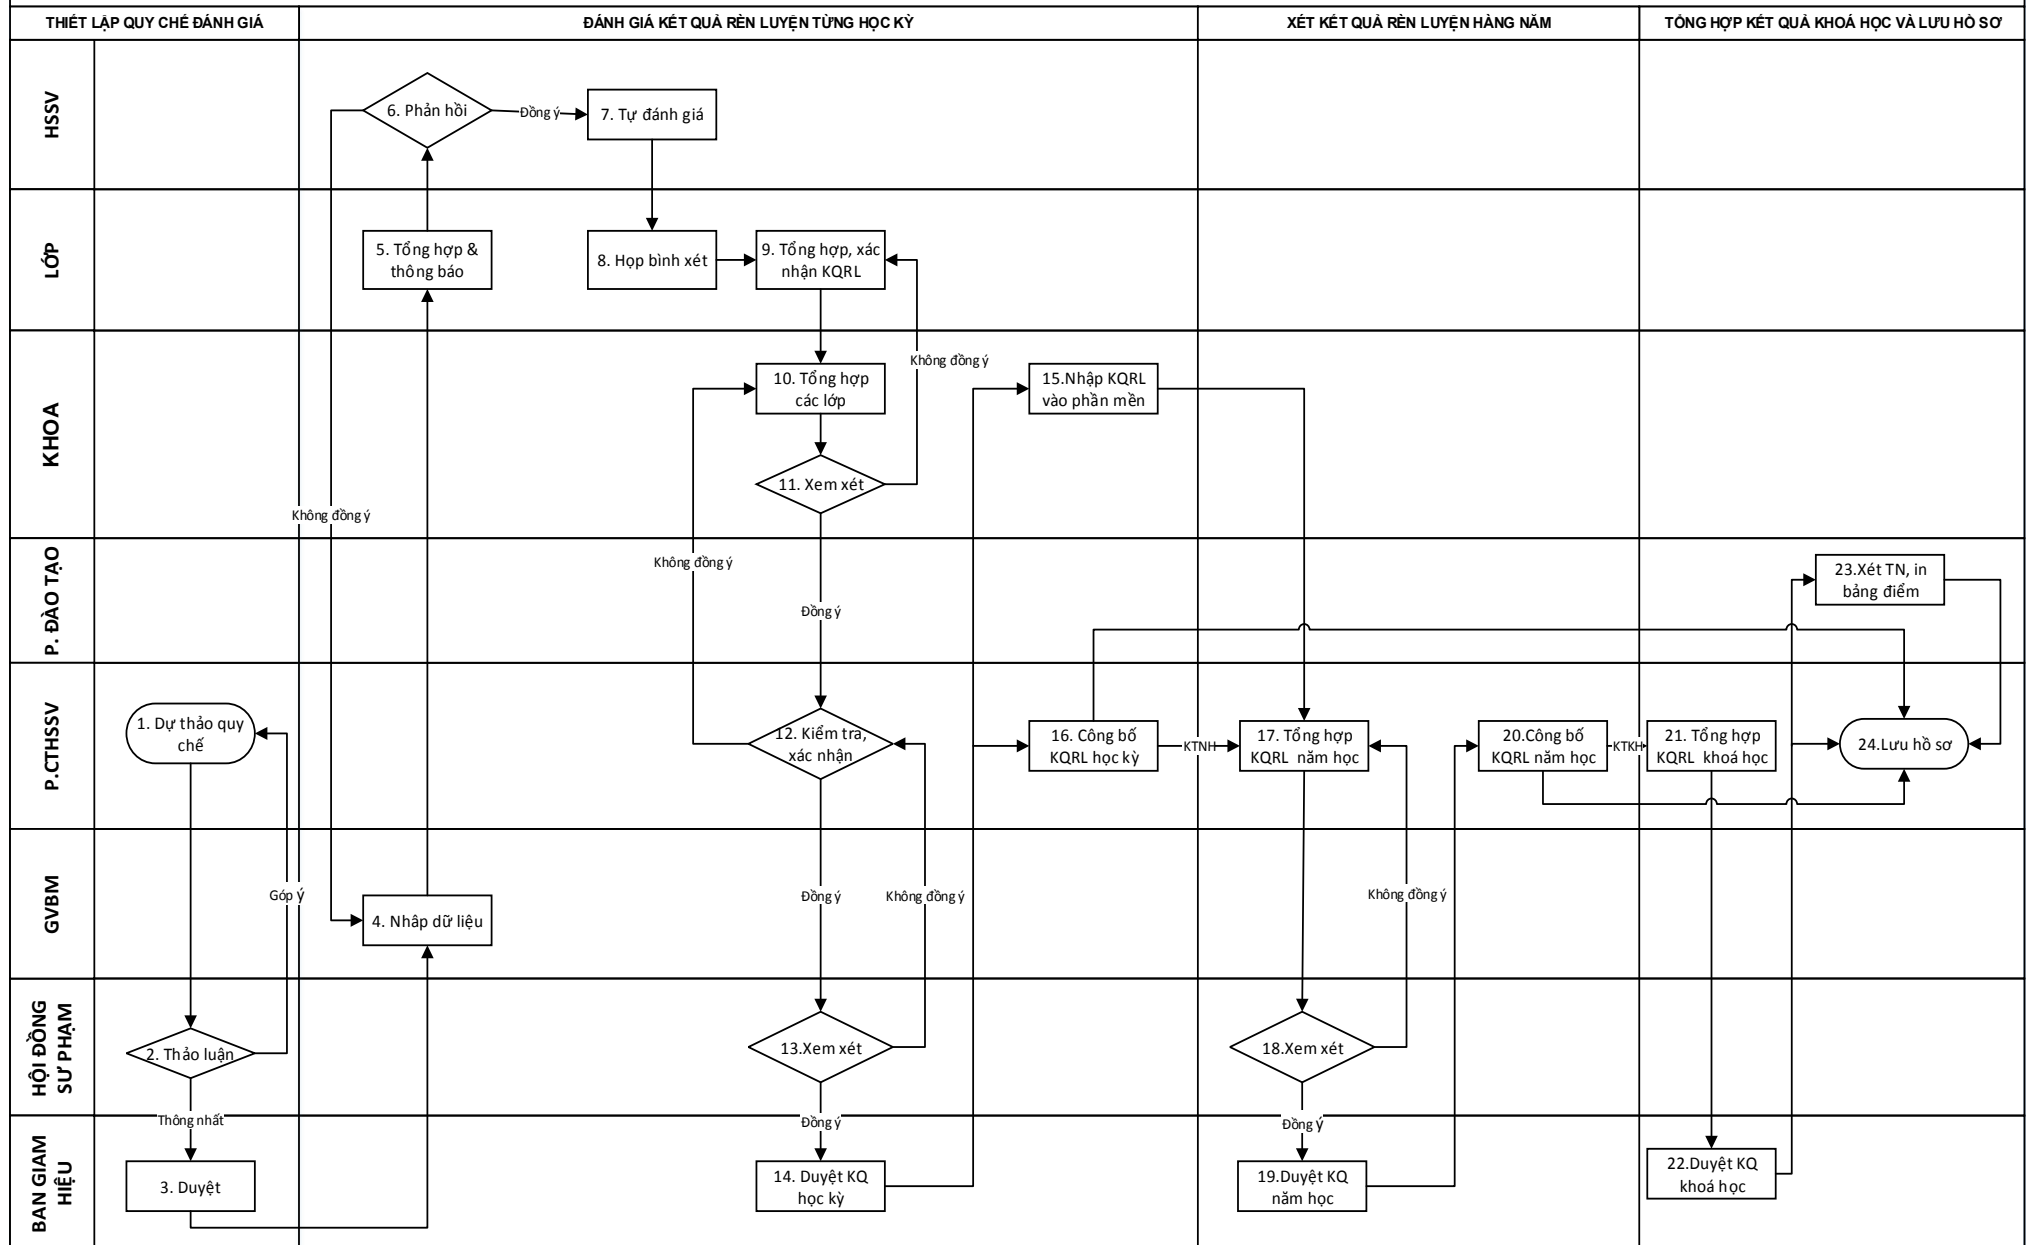 THIẾT LẬP QUY CHẾ ĐÁNH GIÁ
ĐÁNH GIÁ KẾT QUẢ RÈN LUYỆN TỪNG HỌC KỲ
XÉT KẾT QUẢ RÈN LUYỆN HÀNG NĂM
TỔNG HỢP KẾT QUẢ KHOÁ HỌC VÀ LƯU HỒ SƠ
HSSV
6. Phản hồi
Đồng ý
7. Tự đánh giá
LỚP
5. Tổng hợp &
thông báo
8. Họp bình xét
9. Tổng hợp, xác
nhận KQRL
KHOA
Không đồng ý
10. Tổng hợp
các lớp
15.Nhập KQRL
vào phần mền
11. Xem xét
Không đồng ý
P. ĐÀO TẠO
Không đồng ý
Đồng ý
23.Xét TN, in
bảng điểm
P.CTHSSV
1. Dự thảo quy
chế
12. Kiểm tra,
xác nhận
16. Công bố
KQRL học kỳ
KTNH
17. Tổng hợp
KQRL năm học
20.Công bố
KQRL năm học
KTKH
21. Tổng hợp
KQRL khoá học
24.Lưu hồ sơ
GVBM
Góp ý
4. Nhâp dữ liệu
Đồng ý
Không đồng ý
Không đồng ý
HỘI ĐỒNG
SƯ PHẠM
2. Thảo luận
13.Xem xét
18.Xem xét
BAN GIAM
HIỆU
Thông nhất
Đồng ý
Đồng ý
3. Duyệt
14. Duyệt KQ
học kỳ
19.Duyệt KQ
năm học
22.Duyệt KQ
khoá học